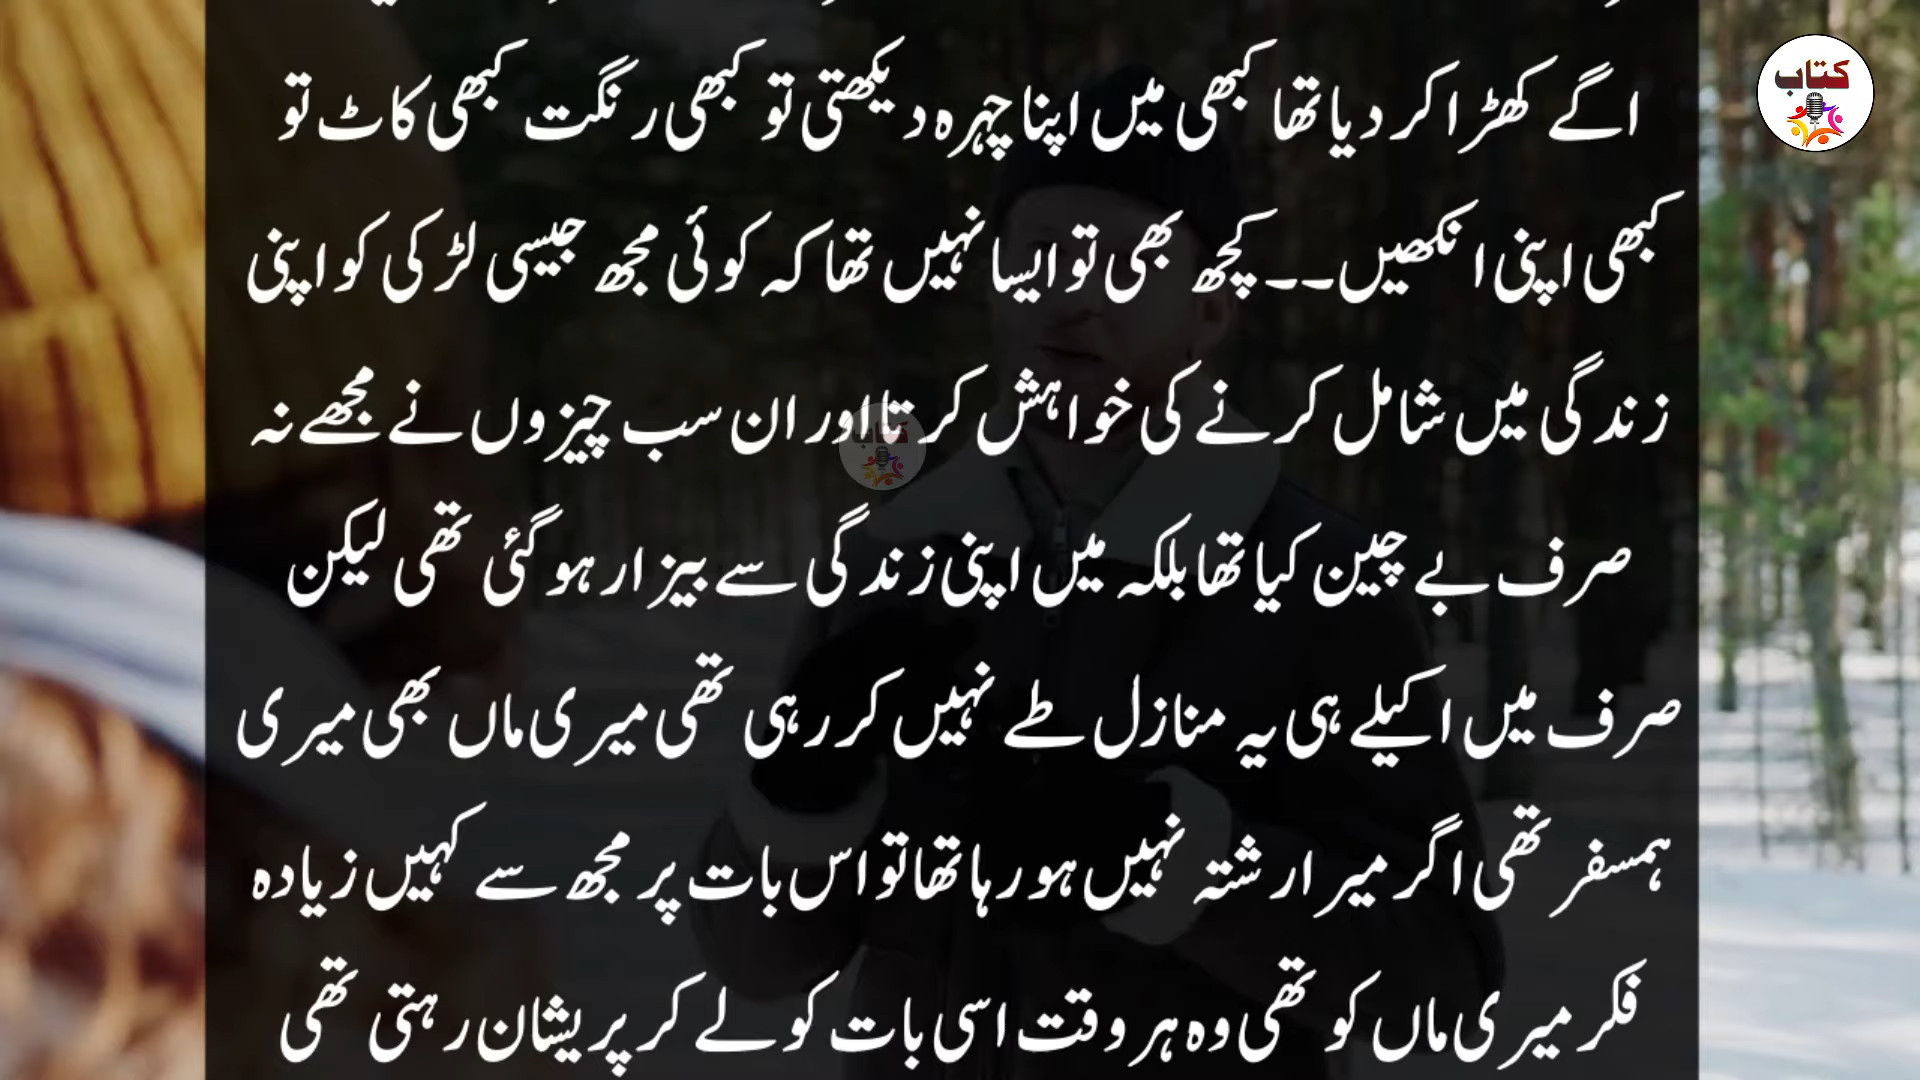 اگے کھڑا کر دیا تھا کبھی میں اپنا چہرہ دیکھتی تو کبھی رنگت کبھی کاٹ تو
کبھی اپنی انکھیں۔۔ کچھ بھی تو ایسا نہیں تھا کہ کوئی مجھ جیسی لڑکی کو اپنی
زندگی میں شامل کرنے کی خواہش کرتا اور ان سب چیزوں نے مجھے نہ
صرف بے چین کیا تھا بلکہ میں اپنی زندگی سے بیزار ہو گئی تھی لیکن
صرف میں اکیلے ہی یہ منازل طے نہیں کر رہی تھی میری ماں بھی میری
ہمسفر تھی اگر میرا رشتہ نہیں ہو رہا تھا تو اس بات پر مجھ سے کہیں زیادہ
فکر میری ماں کو تھی وہ ہر وقت اسی بات کو لے کر پریشان رہتی تھی
کتاب
کتاب